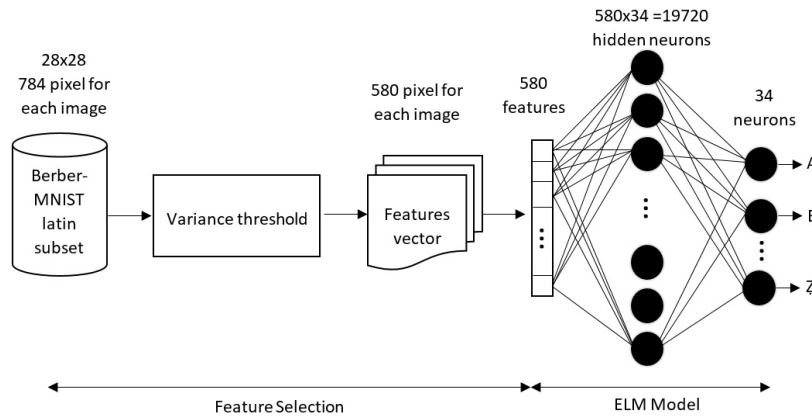 28x28
784 pixel for
each image
Berber-
MNIST
latin
subset
Variance threshold
580 pixel for
each image
Features
vector
580
features
580x34 =19720
hidden neurons
34
neurons
A
Ẓ
Feature Selection
ELM Model